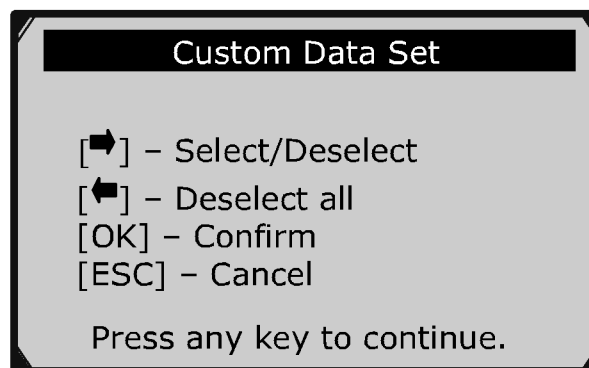 Custom Data Set
[➡] – Select/Deselect
[⬅] – Deselect all
[OK] – Confirm
[ESC] – Cancel
Press any key to continue.